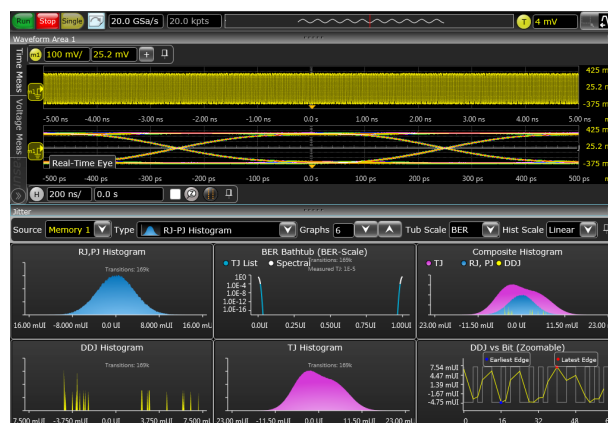 Run Stop Single 20.0 GSa/s 20.0 kpts T 4 mV
Waveform Area 1
m1 100 mV/ 25.2 mV +
Time Meas
Voltage Meas
425 m
25.2 m
-375 m
-5.00 ns -4.00 ns -3.00 ns -2.00 ns -1.00 ns 0.0 s 1.00 ns 2.00 ns 3.00 ns 4.00 ns 5.00 ns
425 m
25.2 m
-375 m
Real-Time Eye
-500 ps -400 ps -300 ps -200 ps -100 ps 0.0 s 100 ps 200 ps 300 ps 400 ps 500 ps
H 200 ns/ 0.0 s
Jitter
Source Memory 1 Type RJ-PJ Histogram Graphs 6 Tub Scale BER Hist Scale Linear
RJ,PJ Histogram
Transitions: 169k
16.00 mUI -8.000 mUI 0.0 UI 8.000 mUI 16.00 mUI
BER Bathtub (BER-Scale)
TJ List Spectral Transitions: 169k
Measured TJ: 1E-5
1E0
1.0E-4
1.0E-8
1.0E-12
1.0E-16
0.0UI 0.25UI 0.50UI 0.75UI 1.00UI
Composite Histogram
TJ RJ, PJ DDJ
23.00 mUI -11.50 mUI 0.0 UI 11.50 mUI 23.00
DDJ Histogram
Transitions: 169k
7.500 mUI -3.750 mUI 0.0 UI 3.750 mUI 7.500 mUI
TJ Histogram
Transitions: 169k
23.00 mUI -11.50 mUI 0.0 UI 11.50 mUI 23.00 mUI
DDJ vs Bit (Zoomable)
Earliest Edge Latest Edge
7.54 mUI
4.46 mUI
1.39 mUI
-1.67 mUI
-4.75 mUI
0 16 32 48 6